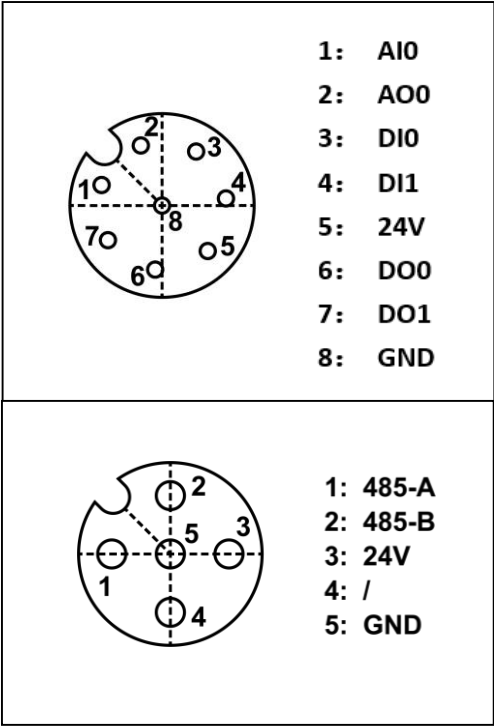 1： AI0
2： AO0
3： DI0
4： DI1
5： 24V
6： DO0
7： DO1
8： GND
2
3
1
4
8
7
5
6
1: 485-A
2: 485-B
3: 24V
4: /
5: GND
2
5
3
1
4